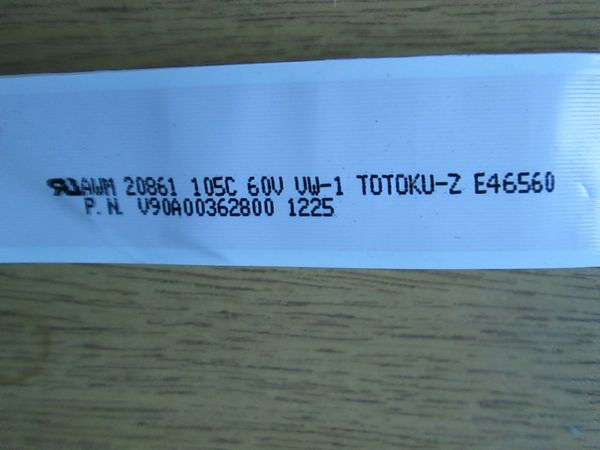 AWM 20861 105C 60V VW-1 TOTOKU-Z E46560
P.N. V90A00362800 1225